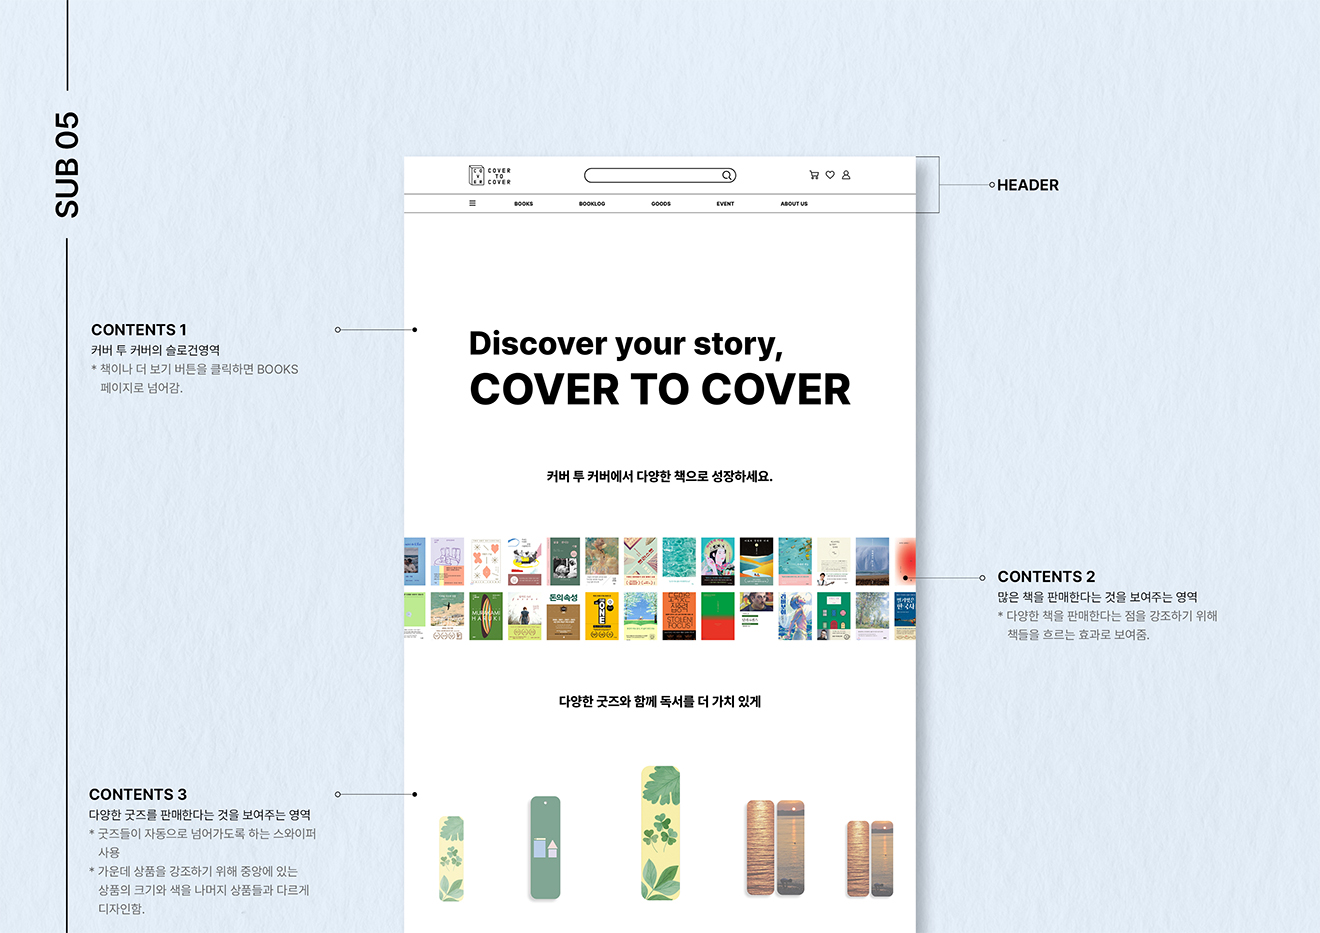 SUB 05
COVER
TO
COVER
BOOKS
BOOKLOG
GOODS
EVENT
ABOUT US
HEADER
CONTENTS 1
커버 투 커버의 슬로건영역
* 책이나 더 보기 버튼을 클릭하면 BOOKS
페이지로 넘어감.
Discover your story,
COVER TO COVER
커버 투 커버에서 다양한 책으로 성장하세요.
돈의속성
MURAKAMI
HARUKI
STOLEN
FOCUS
CONTENTS 2
많은 책을 판매한다는 것을 보여주는 영역
* 다양한 책을 판매한다는 점을 강조하기 위해
책들을 흐르는 효과로 보여줌.
다양한 굿즈와 함께 독서를 더 가치 있게
CONTENTS 3
다양한 굿즈를 판매한다는 것을 보여주는 영역
* 굿즈들이 자동으로 넘어가도록 하는 스와이퍼
사용
* 가운데 상품을 강조하기 위해 중앙에 있는
상품의 크기와 색을 나머지 상품들과 다르게
디자인함.